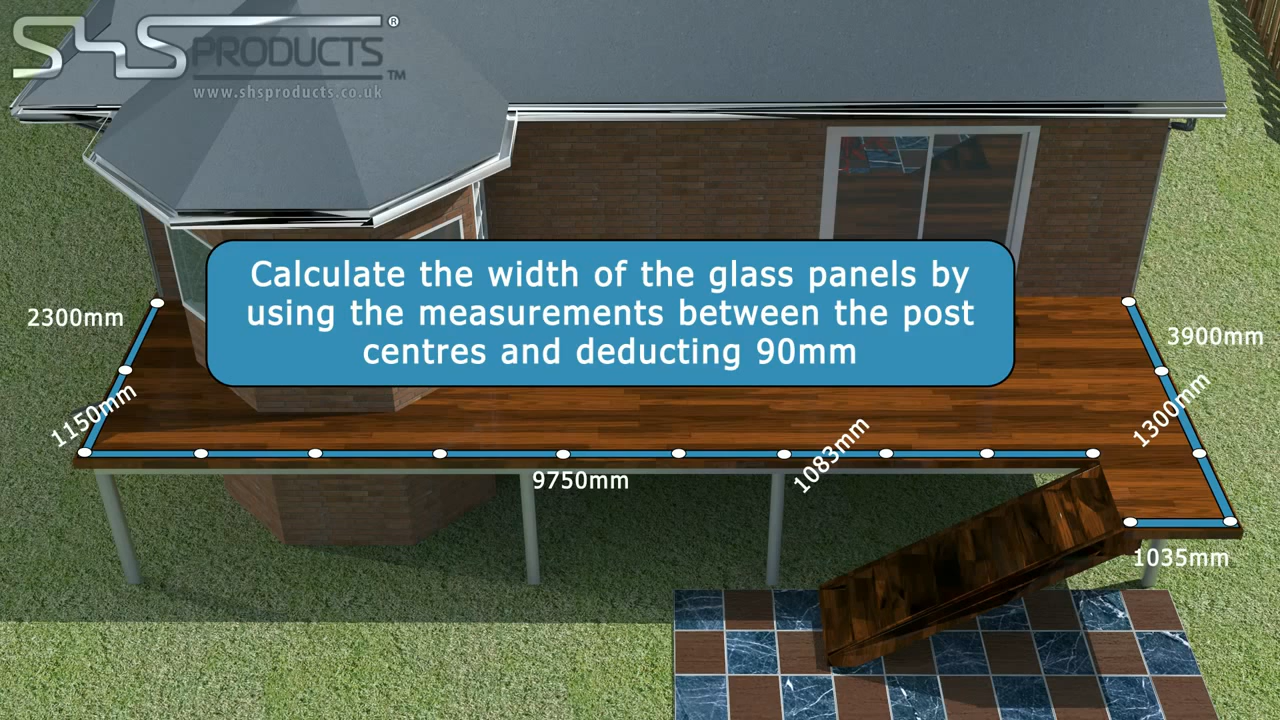 SHS PRODUCTS ®
TM
www.shsproducts.co.uk
Calculate the width of the glass panels by
using the measurements between the post
centres and deducting 90mm
2300mm
3900mm
1150mm
1300mm
1083mm
9750mm
1035mm